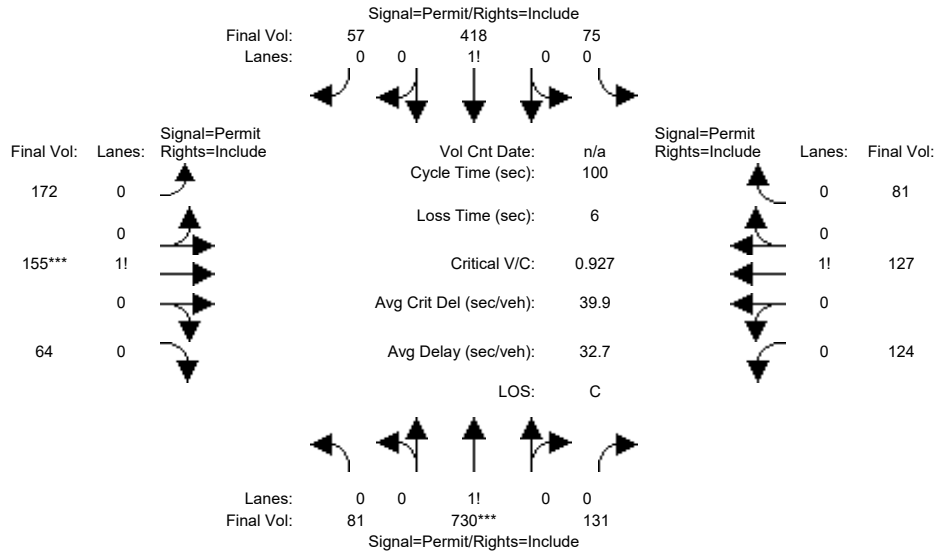 Signal=Permit/Rights=Include
Final Vol: 57 418 75
Lanes: 0 0 1! 0 0
Signal=Permit
Final Vol: Lanes: Rights=Include
Vol Cnt Date: n/a
Signal=Permit
Rights=Include Lanes: Final Vol:
Cycle Time (sec): 100
172 0
0 81
Loss Time (sec): 6
0
0
155*** 1!
Critical V/C: 0.927
1! 127
0
Avg Crit Del (sec/veh): 39.9
0
64 0
Avg Delay (sec/veh): 32.7
0 124
LOS: C
Lanes: 0 0 1! 0 0
Final Vol: 81 730*** 131
Signal=Permit/Rights=Include